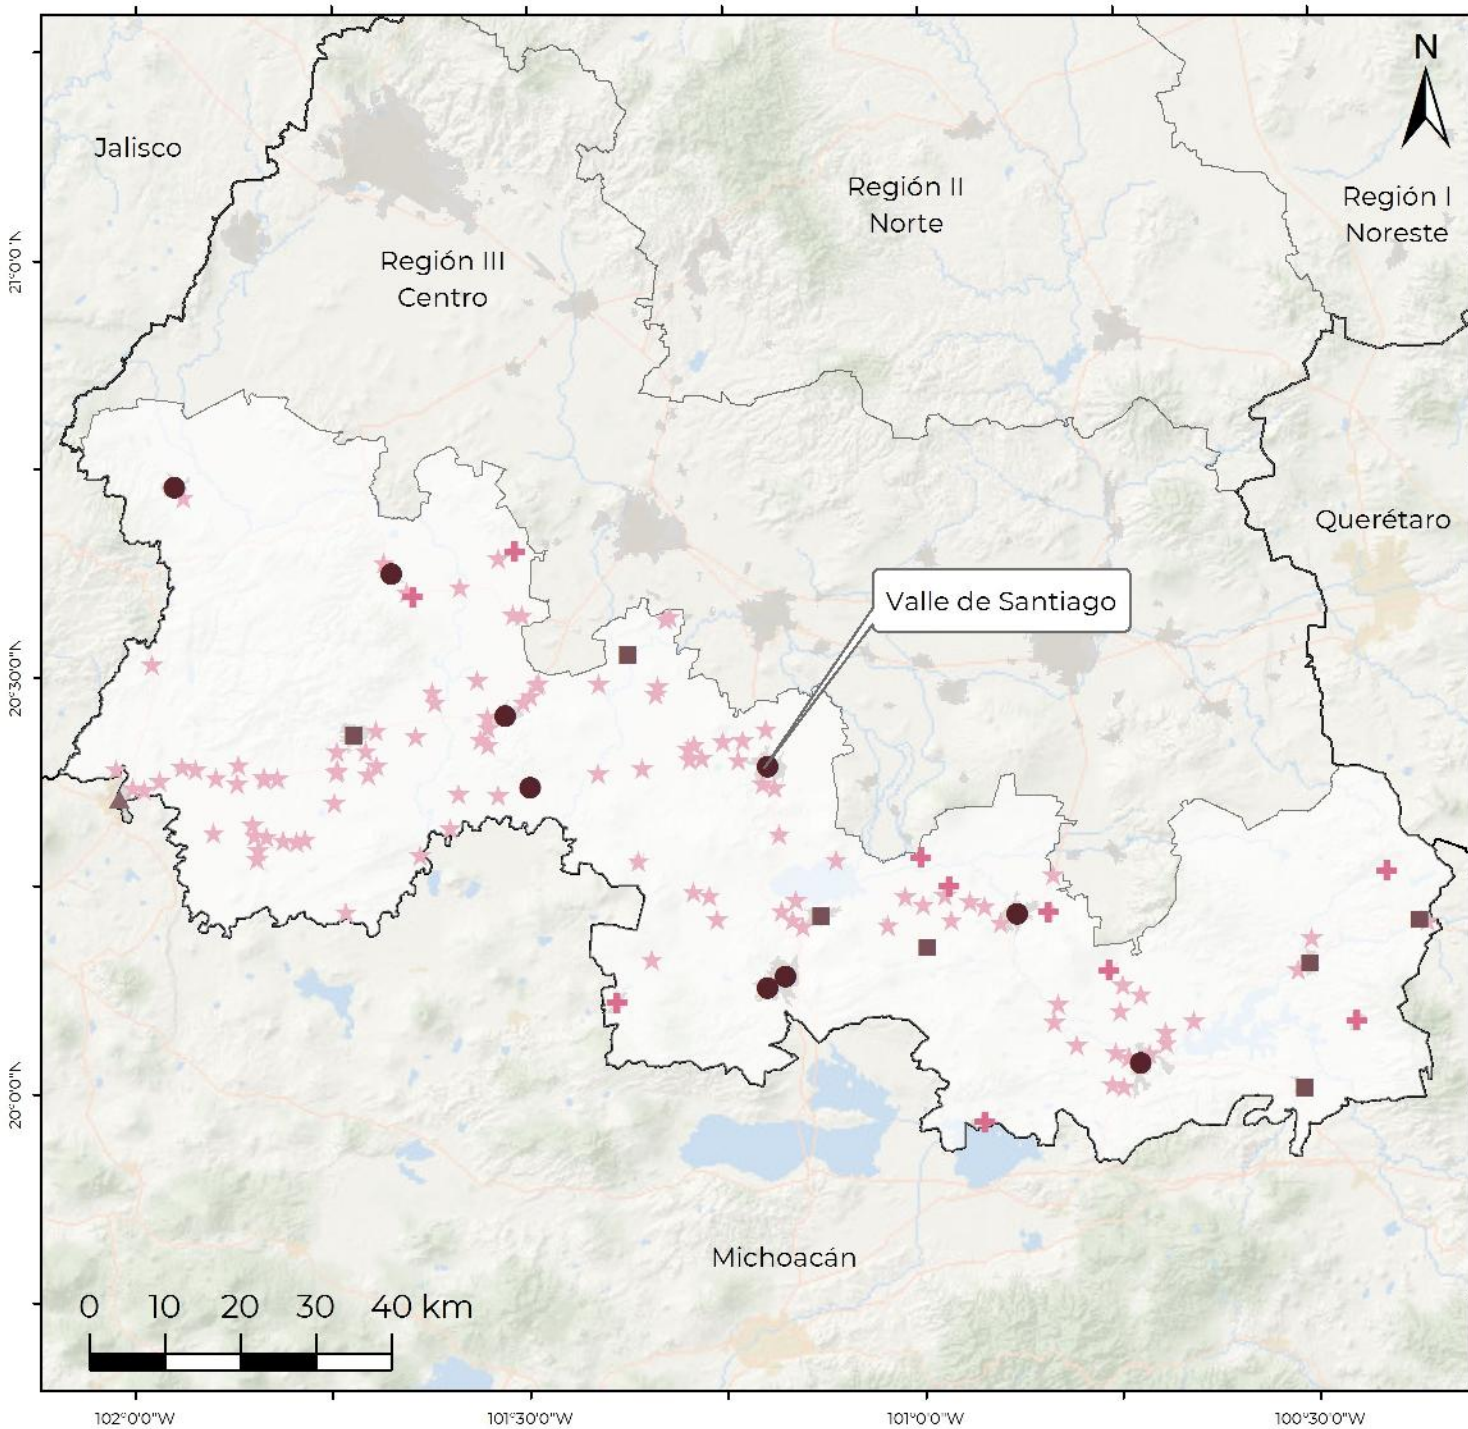 N
Jalisco
Región II
Norte
Región I
Noreste
Región III
Centro
21°0'0"N
Querétaro
Valle de Santiago
20°30'0"N
20°0'0"N
Michoacán
0 10 20 30 40 km
102°0'0"W 101°30'0"W 101°0'0"W 100°30'0"W